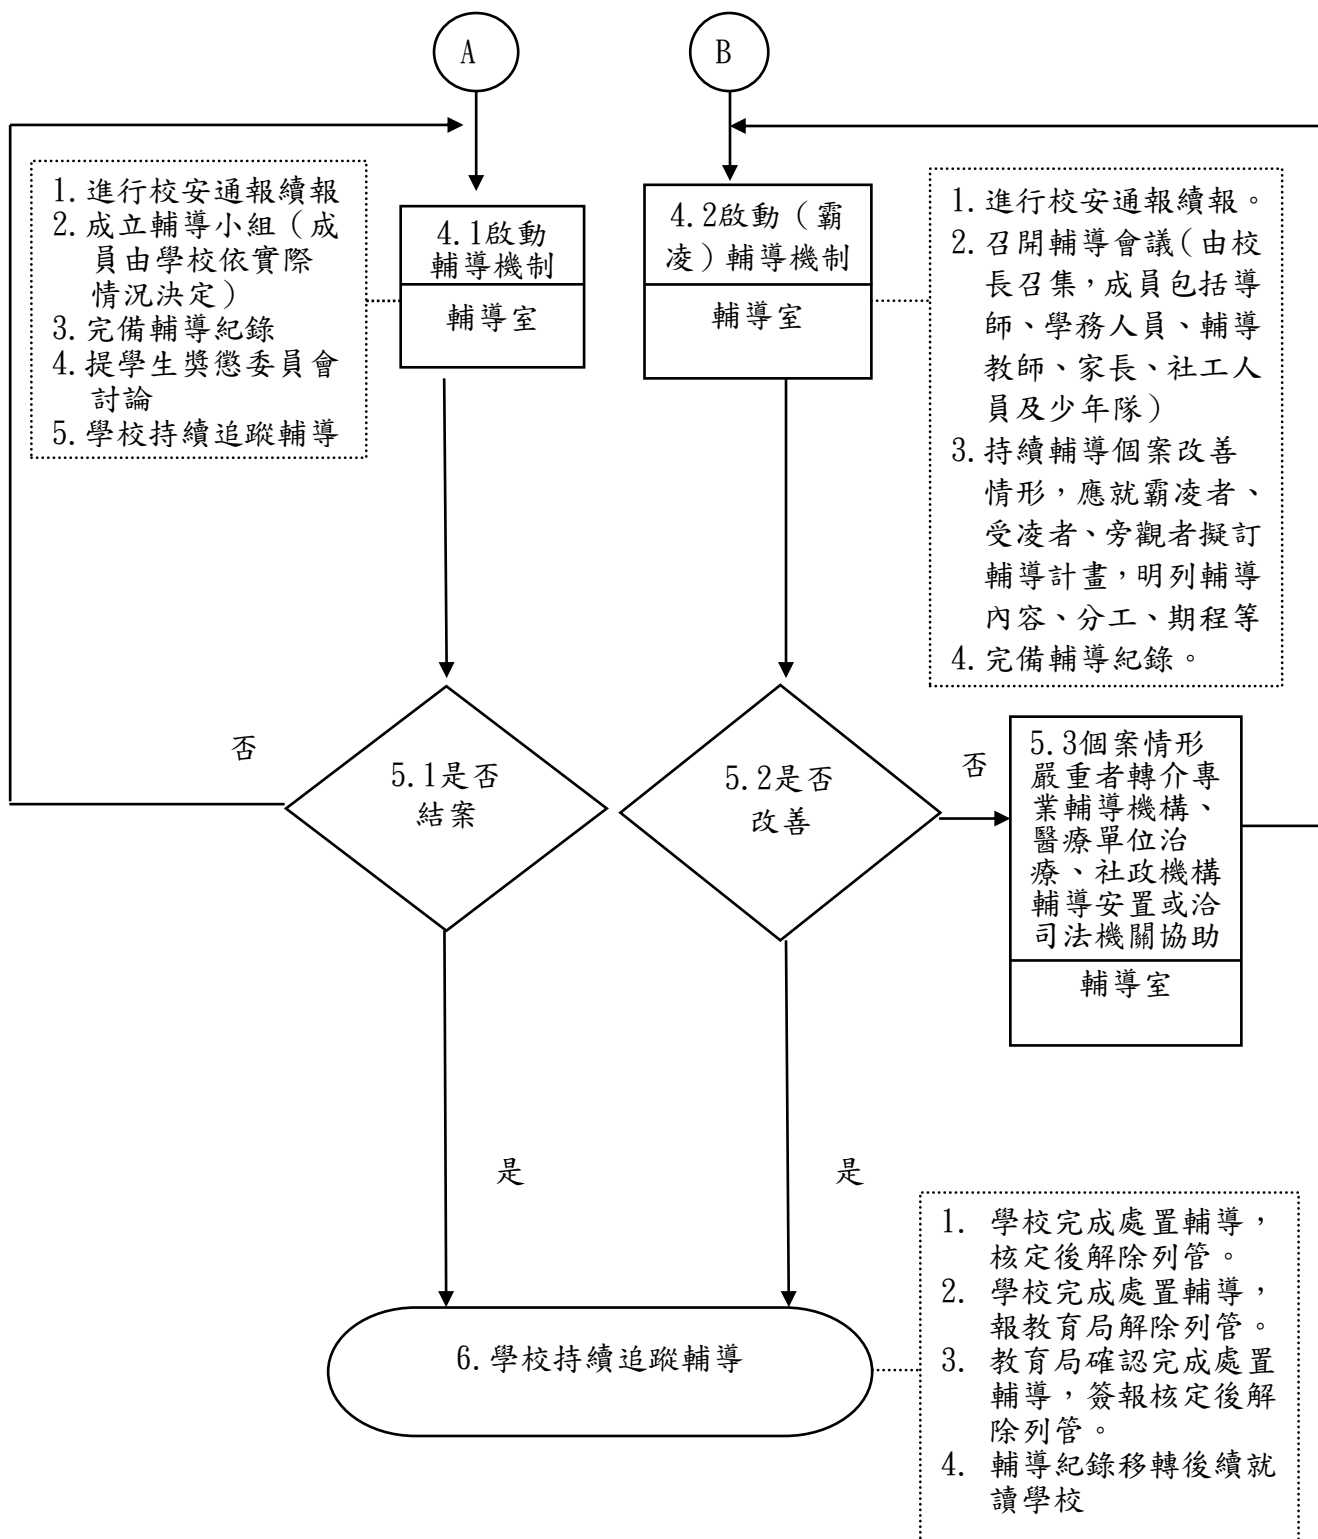 A
B
1.進行校安通報續報
2.成立輔導小組（成
員由學校依實際
情況決定）
3.完備輔導紀錄
4.提學生獎懲委員會
討論
5.學校持續追蹤輔導
4.1啟動
輔導機制
輔導室
4.2啟動（霸
凌）輔導機制
輔導室
1.進行校安通報續報。
2.召開輔導會議(由校
長召集，成員包括導
師、學務人員、輔導
教師、家長、社工人
員及少年隊）
3.持續輔導個案改善
情形，應就霸凌者、
受凌者、旁觀者擬訂
輔導計畫，明列輔導
內容、分工、期程等
4.完備輔導紀錄。
否
5.1是否
結案
5.2是否
改善
否
5.3個案情形
嚴重者轉介專
業輔導機構、
醫療單位治
療、社政機構
輔導安置或洽
司法機關協助
輔導室
是
是
6.學校持續追蹤輔導
1. 學校完成處置輔導，
核定後解除列管。
2. 學校完成處置輔導，
報教育局解除列管。
3. 教育局確認完成處置
輔導，簽報核定後解
除列管。
4. 輔導紀錄移轉後續就
讀學校